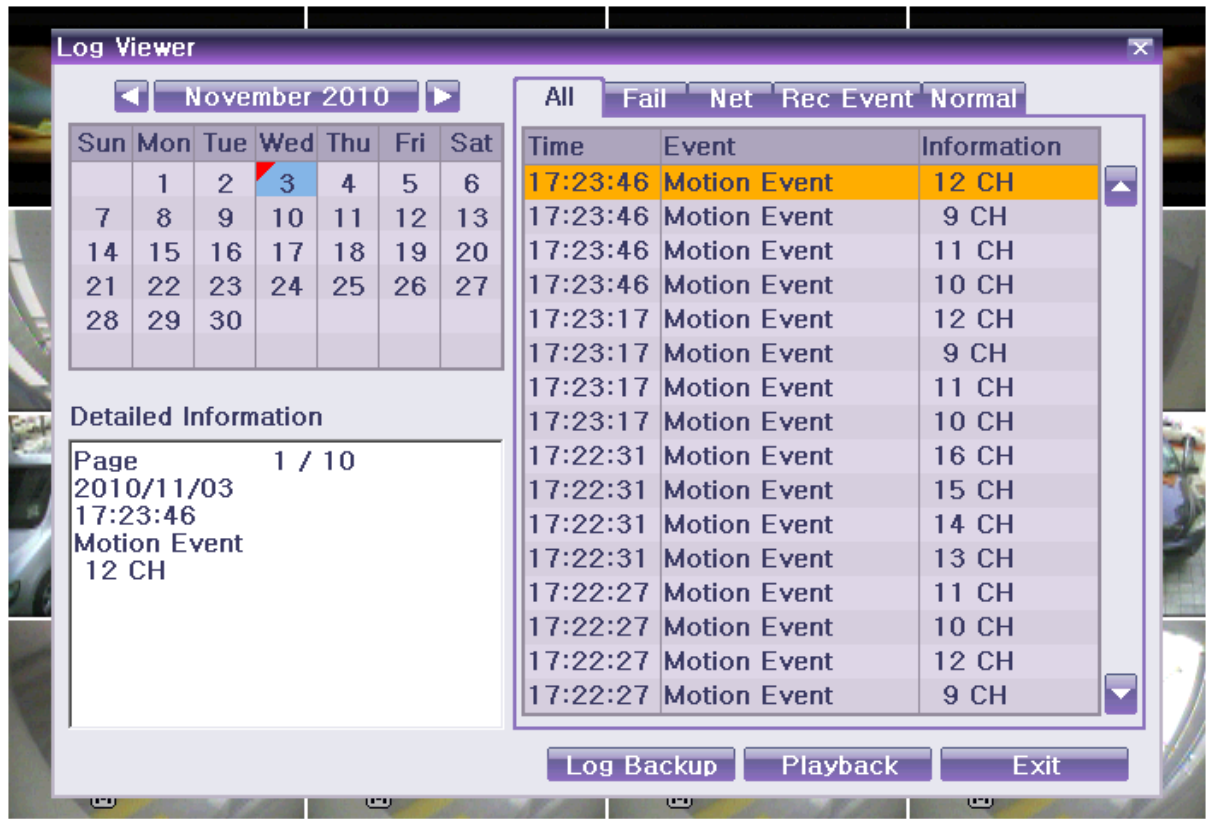 Log Viewer
November 2010
Sun Mon Tue Wed Thu Fri Sat
1 2 3 4 5 6
7 8 9 10 11 12 13
14 15 16 17 18 19 20
21 22 23 24 25 26 27
28 29 30
Detailed Information
Page 1 / 10
2010/11/03
17:23:46
Motion Event
12 CH
All Fail Net Rec Event Normal
Time Event Information
17:23:46 Motion Event 12 CH
17:23:46 Motion Event 9 CH
17:23:46 Motion Event 11 CH
17:23:46 Motion Event 10 CH
17:23:17 Motion Event 12 CH
17:23:17 Motion Event 9 CH
17:23:17 Motion Event 11 CH
17:23:17 Motion Event 10 CH
17:22:31 Motion Event 16 CH
17:22:31 Motion Event 15 CH
17:22:31 Motion Event 14 CH
17:22:31 Motion Event 13 CH
17:22:27 Motion Event 11 CH
17:22:27 Motion Event 10 CH
17:22:27 Motion Event 12 CH
17:22:27 Motion Event 9 CH
Log Backup Playback Exit